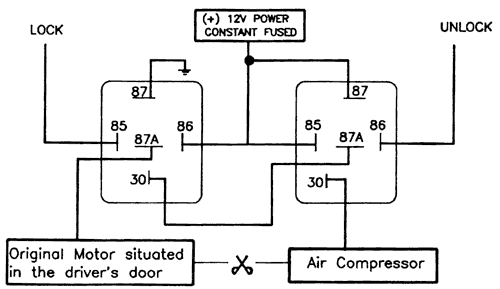 (+) 12V POWER
CONSTANT FUSED
LOCK
UNLOCK
87
87
85
87A
86
85
87A
86
30
30
Original Motor situated
in the driver's door
Air Compressor